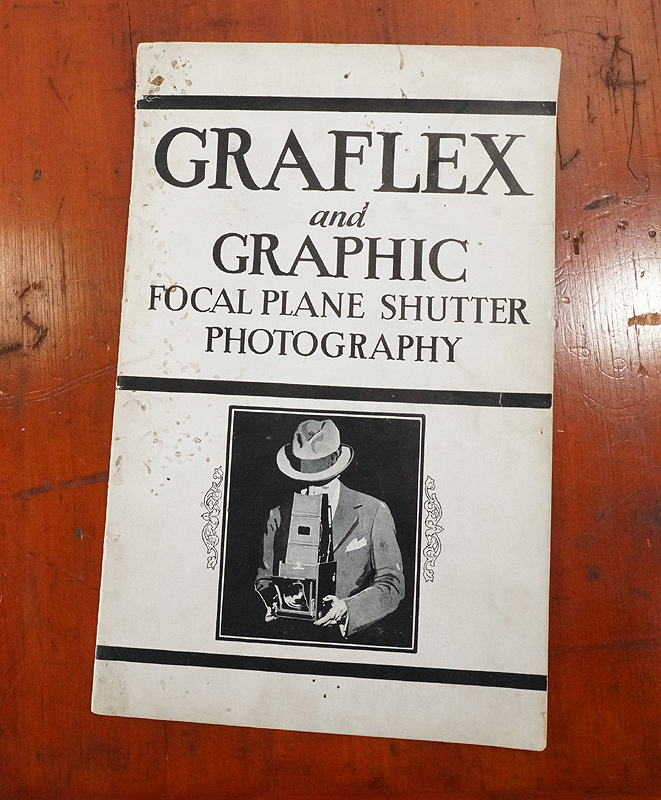 GRAFLEX
and
GRAPHIC
FOCAL PLANE SHUTTER
PHOTOGRAPHY